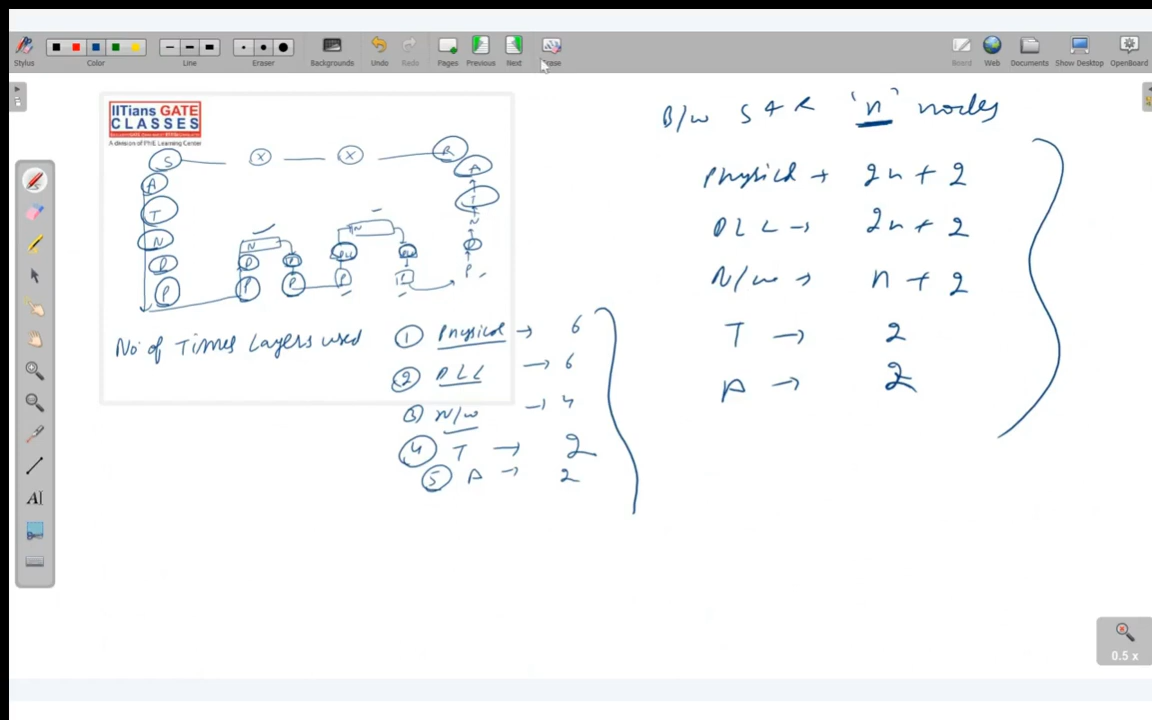 Stylus
Color
Line
Eraser
Backgrounds
Undo
Redo
Pages
Previous
Next
Erase
Board
Web
Documents
Show Desktop
OpenBoard
IITians GATE
CLASSES
A division of PhIE Learning Center
S X X R
A
T
N
P
P
N
P
P
P
P
N
P
P
A
T
N
P
No of Times Layers used
① Physical → 6
② DLL → 6
③ N/w → 4
④ T → 2
⑤ A → 2
B/w S & R 'n' nodes
Physical → 2n + 2
DLL → 2n + 2
N/w → n + 2
T → 2
A → 2
AI
0.5 x